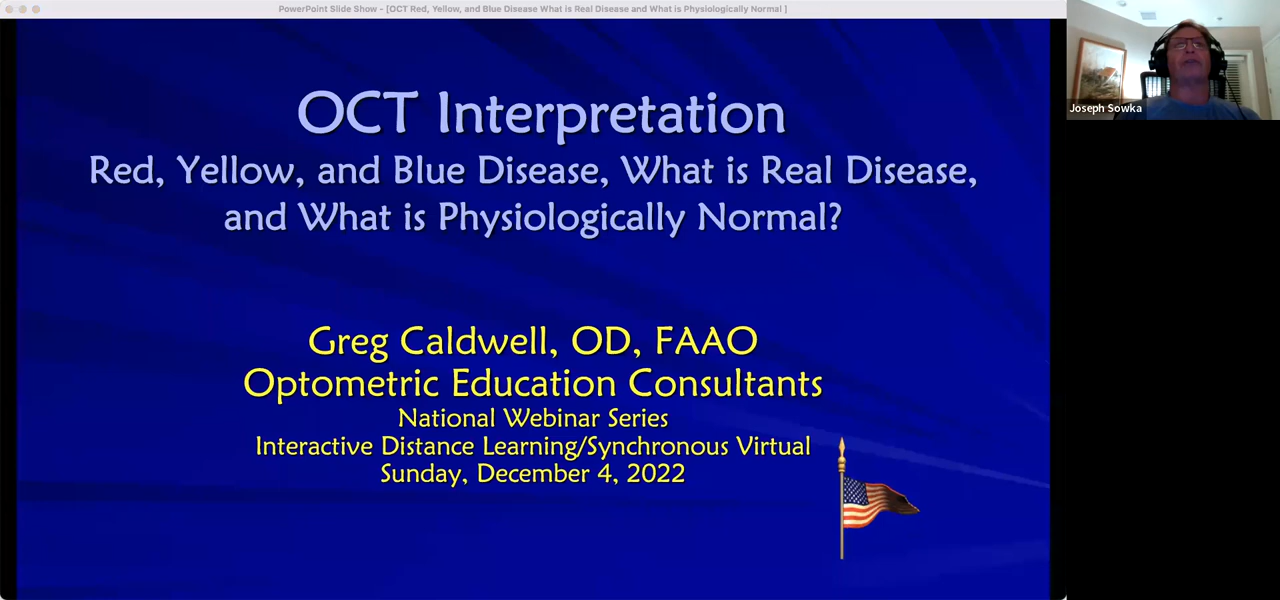 PowerPoint Slide Show - [OCT Red, Yellow, and Blue Disease What is Real Disease and What is Physiologically Normal ]
OCT Interpretation
Red, Yellow, and Blue Disease, What is Real Disease,
and What is Physiologically Normal?
Greg Caldwell, OD, FAAO
Optometric Education Consultants
National Webinar Series
Interactive Distance Learning/Synchronous Virtual
Sunday, December 4, 2022
Joseph Sowka